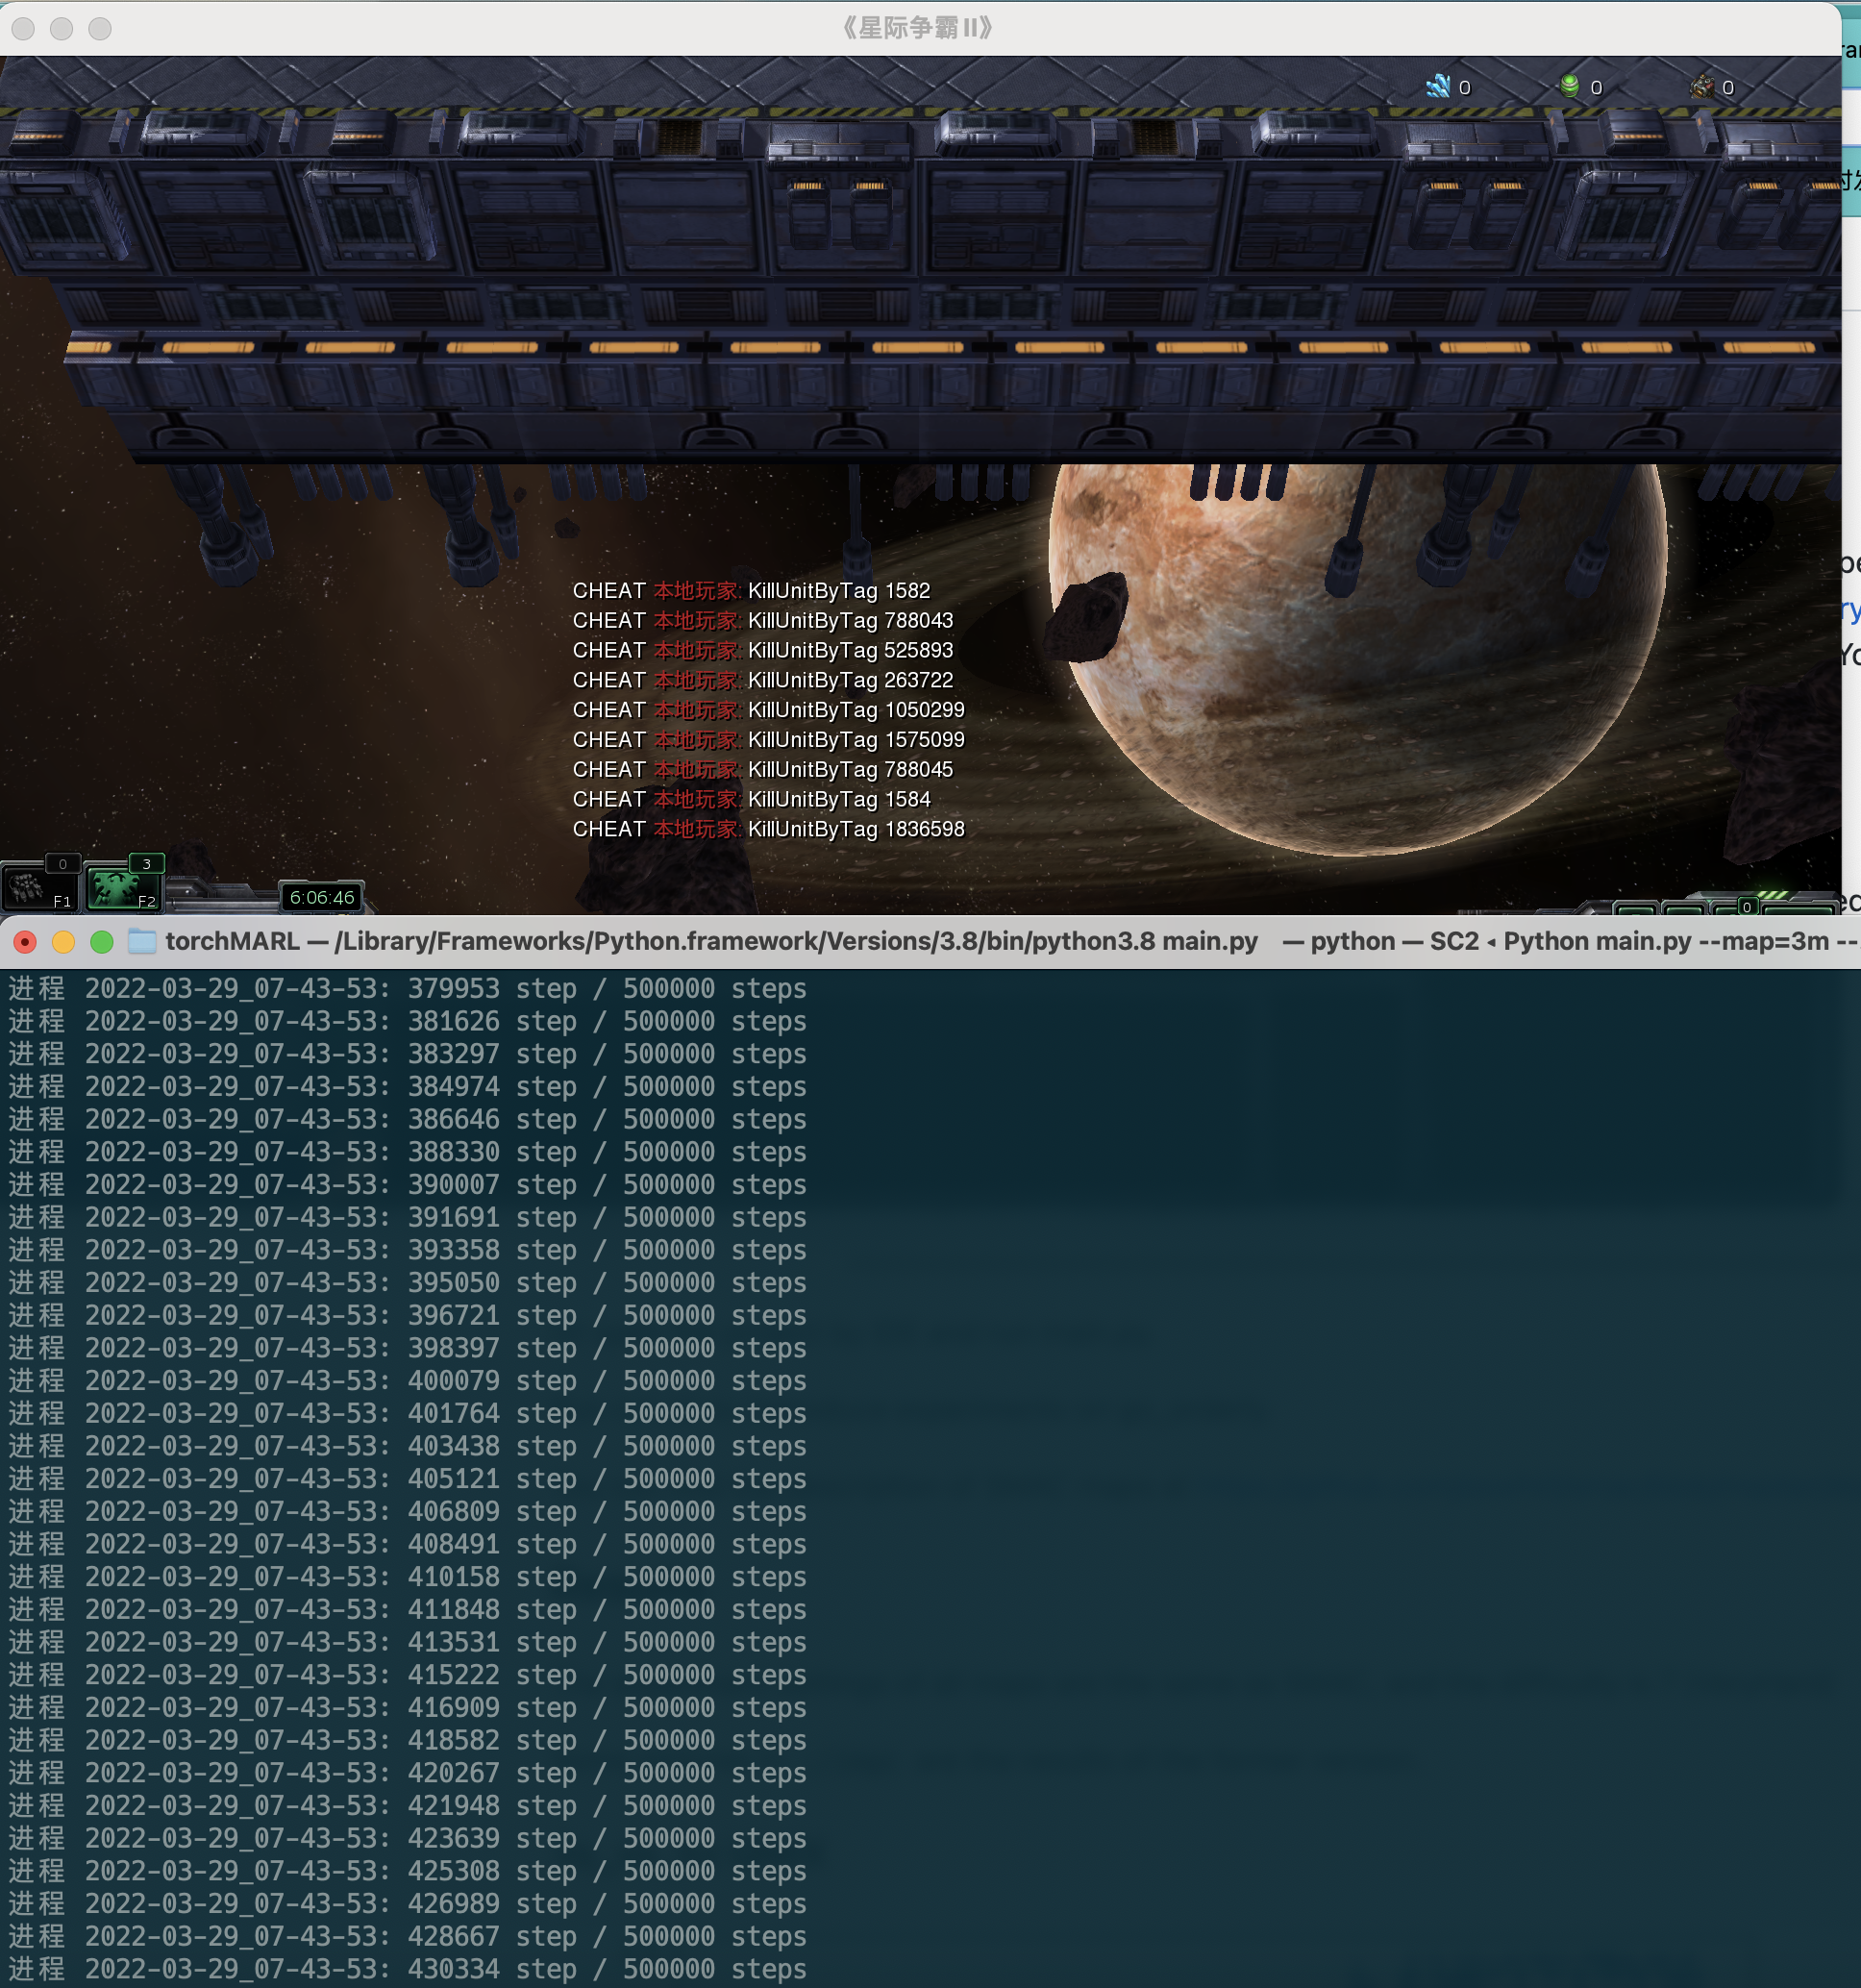 《星际争霸II》
0 0 0
CHEAT 本地玩家: KillUnitByTag 1582
CHEAT 本地玩家: KillUnitByTag 788043
CHEAT 本地玩家: KillUnitByTag 525893
CHEAT 本地玩家: KillUnitByTag 263722
CHEAT 本地玩家: KillUnitByTag 1050299
CHEAT 本地玩家: KillUnitByTag 1575099
CHEAT 本地玩家: KillUnitByTag 788045
CHEAT 本地玩家: KillUnitByTag 1584
CHEAT 本地玩家: KillUnitByTag 1836598
0 3
F1 F2
6:06:46
0
torchMARL — /Library/Frameworks/Python.framework/Versions/3.8/bin/python3.8 main.py — python — SC2 ◂ Python main.py --map=3m --
进程 2022-03-29_07-43-53: 379953 step / 500000 steps
进程 2022-03-29_07-43-53: 381626 step / 500000 steps
进程 2022-03-29_07-43-53: 383297 step / 500000 steps
进程 2022-03-29_07-43-53: 384974 step / 500000 steps
进程 2022-03-29_07-43-53: 386646 step / 500000 steps
进程 2022-03-29_07-43-53: 388330 step / 500000 steps
进程 2022-03-29_07-43-53: 390007 step / 500000 steps
进程 2022-03-29_07-43-53: 391691 step / 500000 steps
进程 2022-03-29_07-43-53: 393358 step / 500000 steps
进程 2022-03-29_07-43-53: 395050 step / 500000 steps
进程 2022-03-29_07-43-53: 396721 step / 500000 steps
进程 2022-03-29_07-43-53: 398397 step / 500000 steps
进程 2022-03-29_07-43-53: 400079 step / 500000 steps
进程 2022-03-29_07-43-53: 401764 step / 500000 steps
进程 2022-03-29_07-43-53: 403438 step / 500000 steps
进程 2022-03-29_07-43-53: 405121 step / 500000 steps
进程 2022-03-29_07-43-53: 406809 step / 500000 steps
进程 2022-03-29_07-43-53: 408491 step / 500000 steps
进程 2022-03-29_07-43-53: 410158 step / 500000 steps
进程 2022-03-29_07-43-53: 411848 step / 500000 steps
进程 2022-03-29_07-43-53: 413531 step / 500000 steps
进程 2022-03-29_07-43-53: 415222 step / 500000 steps
进程 2022-03-29_07-43-53: 416909 step / 500000 steps
进程 2022-03-29_07-43-53: 418582 step / 500000 steps
进程 2022-03-29_07-43-53: 420267 step / 500000 steps
进程 2022-03-29_07-43-53: 421948 step / 500000 steps
进程 2022-03-29_07-43-53: 423639 step / 500000 steps
进程 2022-03-29_07-43-53: 425308 step / 500000 steps
进程 2022-03-29_07-43-53: 426989 step / 500000 steps
进程 2022-03-29_07-43-53: 428667 step / 500000 steps
进程 2022-03-29_07-43-53: 430334 step / 500000 steps